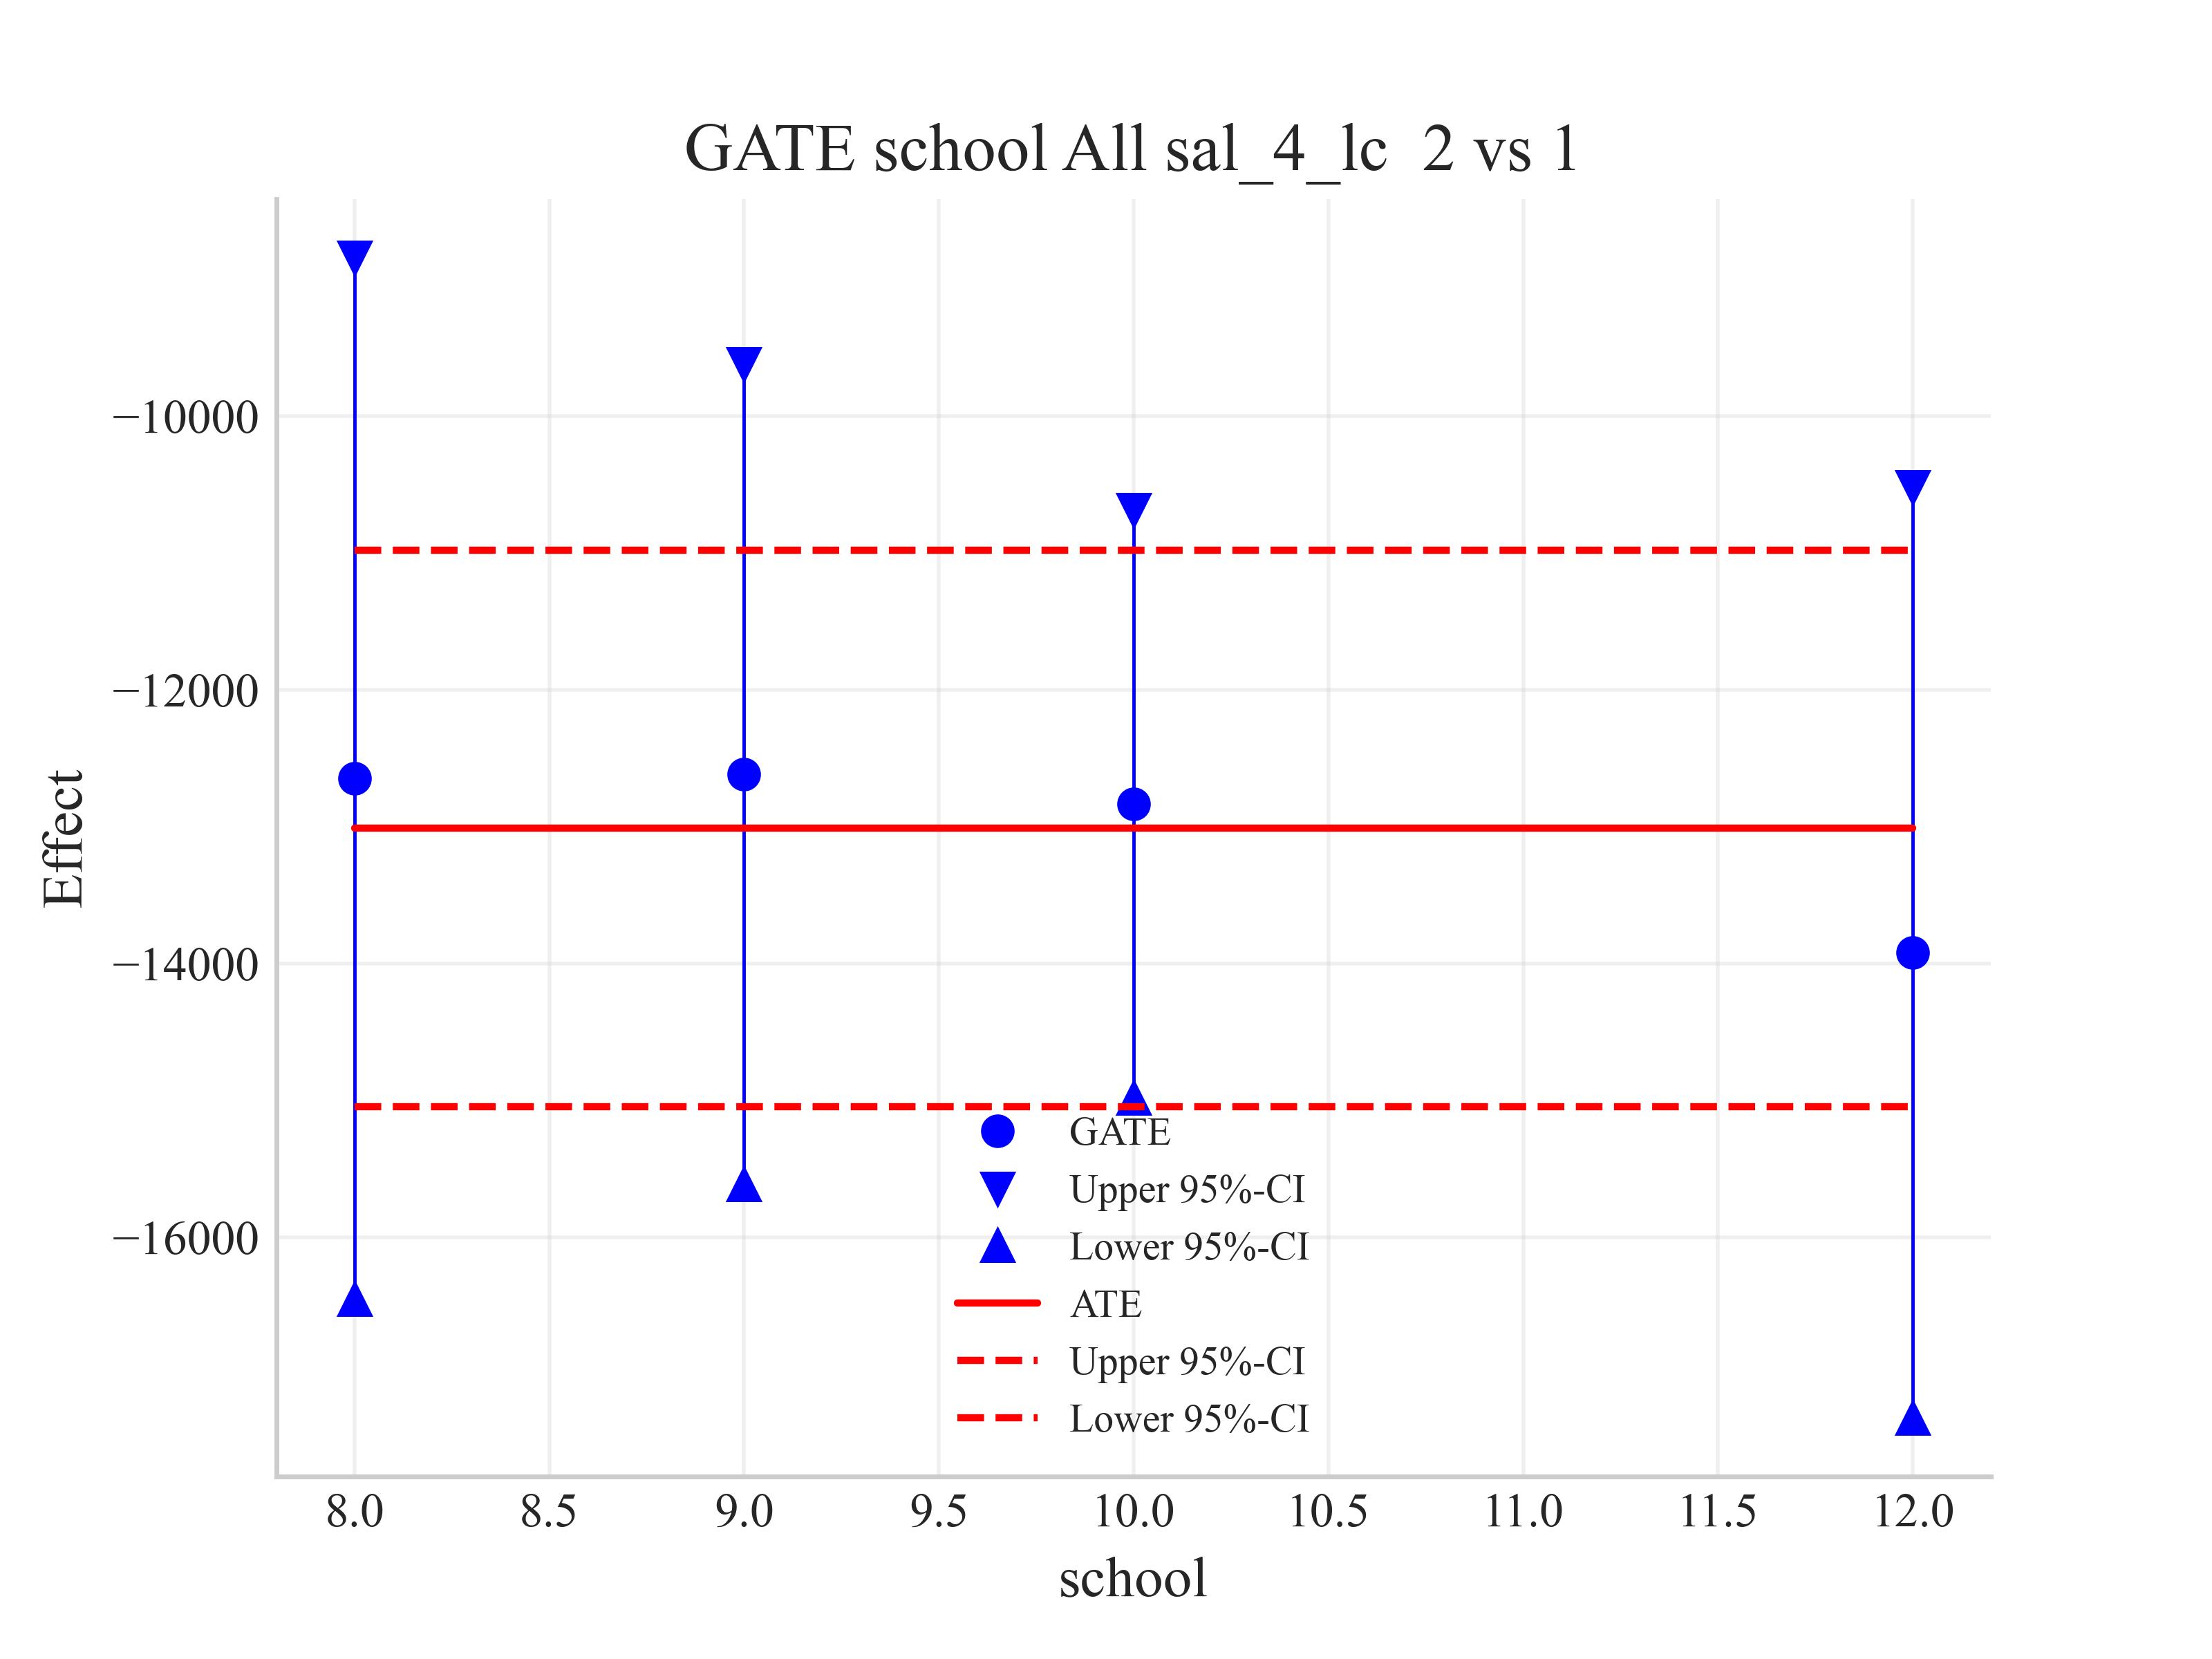 GATE school All sal_4_lc  2 vs 1
Effect
−10000
−12000
−14000
−16000
GATE
Upper 95%-CI
Lower 95%-CI
ATE
Upper 95%-CI
Lower 95%-CI
8.0 8.5 9.0 9.5 10.0 10.5 11.0 11.5 12.0
school